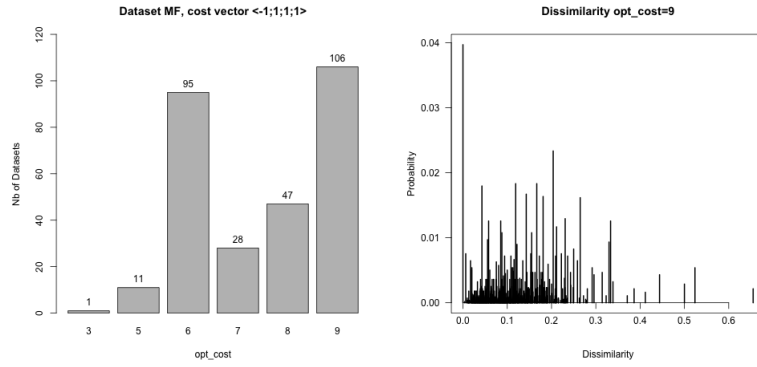 Dataset MF, cost vector <-1;1;1;1>
Nb of Datasets
120
100
80
60
40
20
0
1
11
95
28
47
106
3 5 6 7 8 9
opt_cost
Dissimilarity opt_cost=9
Probability
0.04
0.03
0.02
0.01
0.00
0.0 0.1 0.2 0.3 0.4 0.5 0.6
Dissimilarity